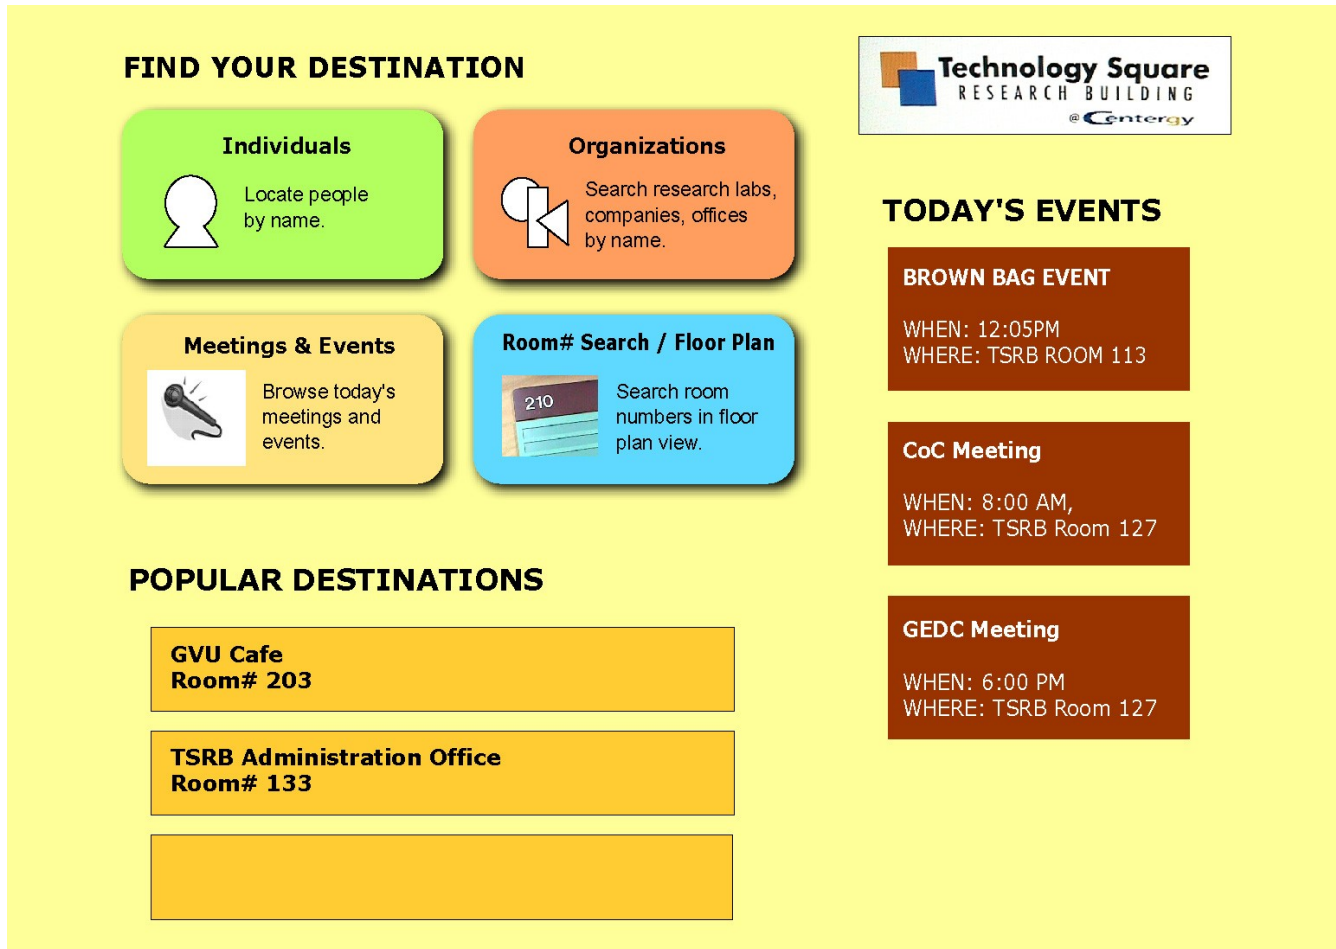 FIND YOUR DESTINATION
Individuals
Locate people
by name.
Organizations
Search research labs,
companies, offices
by name.
Meetings & Events
Browse today's
meetings and
events.
Room# Search / Floor Plan
210
Search room
numbers in floor
plan view.
POPULAR DESTINATIONS
GVU Cafe
Room# 203
TSRB Administration Office
Room# 133
Technology Square
RESEARCH BUILDING
@ Centergy
TODAY'S EVENTS
BROWN BAG EVENT
WHEN: 12:05PM
WHERE: TSRB ROOM 113
CoC Meeting
WHEN: 8:00 AM,
WHERE: TSRB Room 127
GEDC Meeting
WHEN: 6:00 PM
WHERE: TSRB Room 127